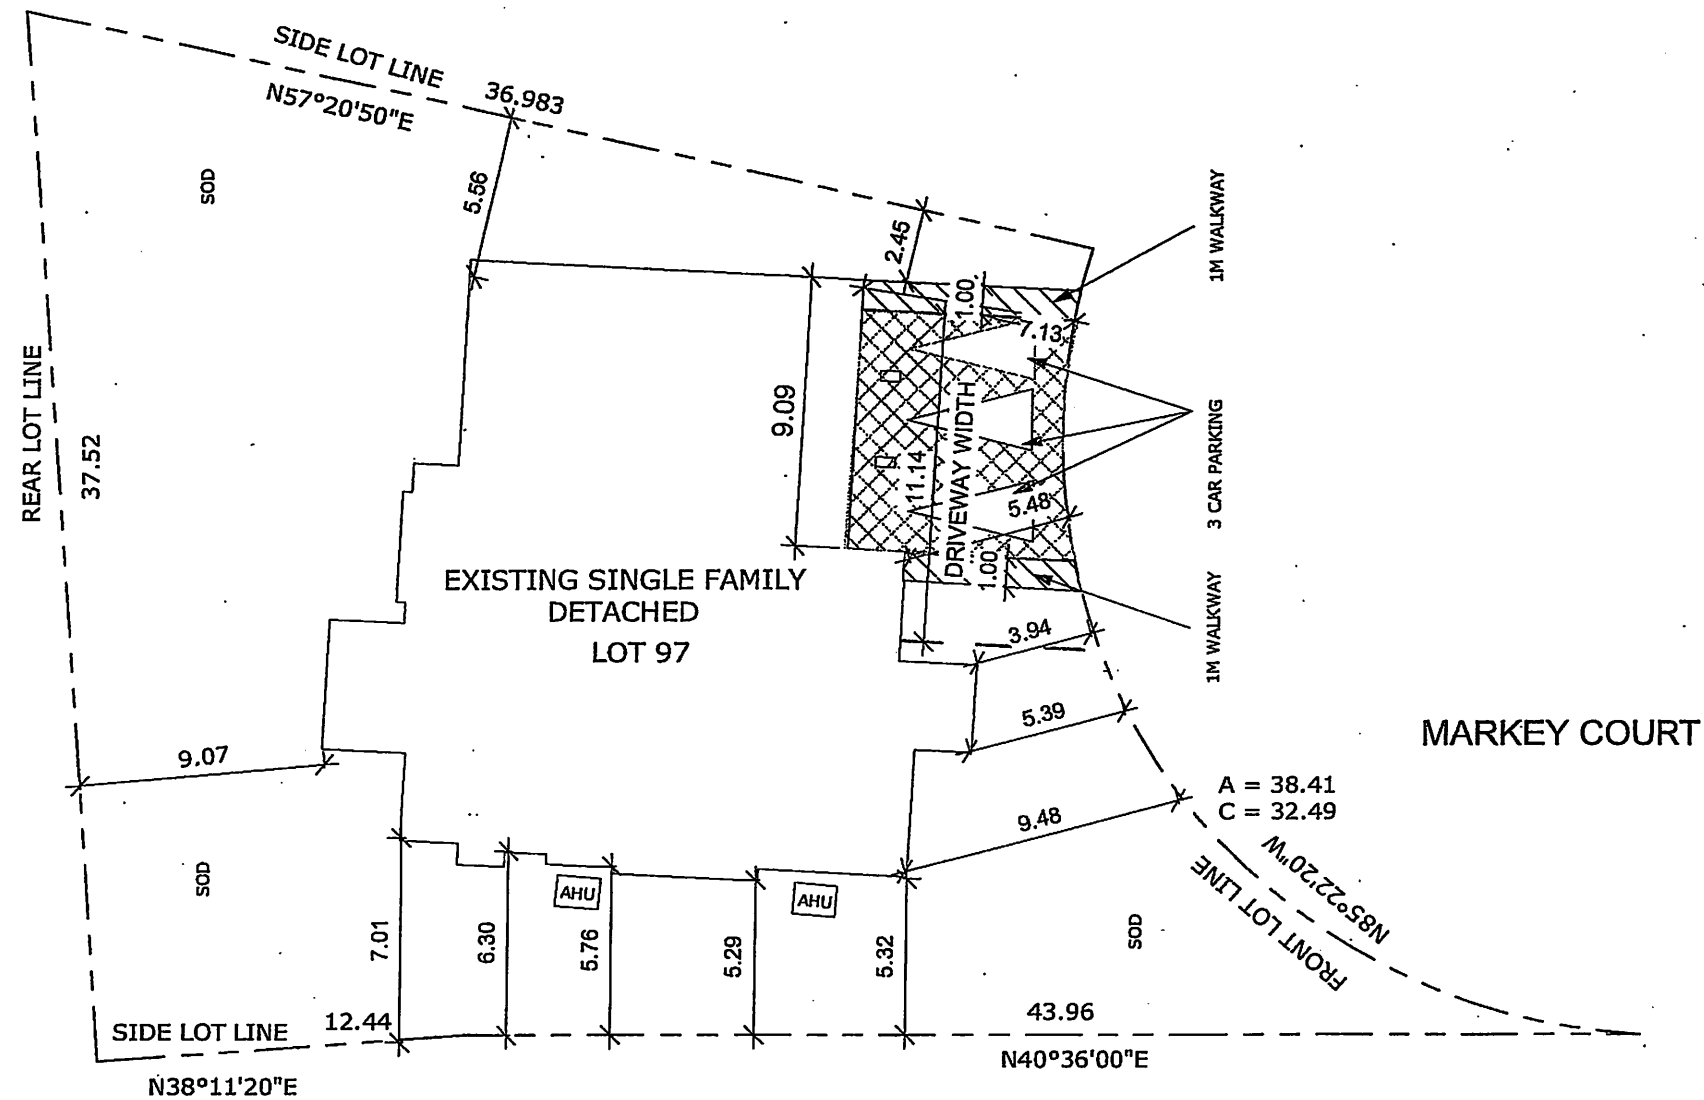 SIDE LOT LINE
36.983
N57°20'50"E
SOD
5.56
2.45
1M WALKWAY
1.00
7.13
REAR LOT LINE
37.52
9.09
11.14
DRIVEWAY WIDTH
3 CAR PARKING
5.48
1.00
EXISTING SINGLE FAMILY
DETACHED
LOT 97
1M WALKWAY
3.94
5.39
MARKEY COURT
9.07
A = 38.41
C = 32.49
9.48
N85°22'20"W
FRONT LOT LINE
SOD
AHU
AHU
7.01
6.30
5.76
5.29
5.32
SOD
SIDE LOT LINE
12.44
43.96
N38°11'20"E
N40°36'00"E